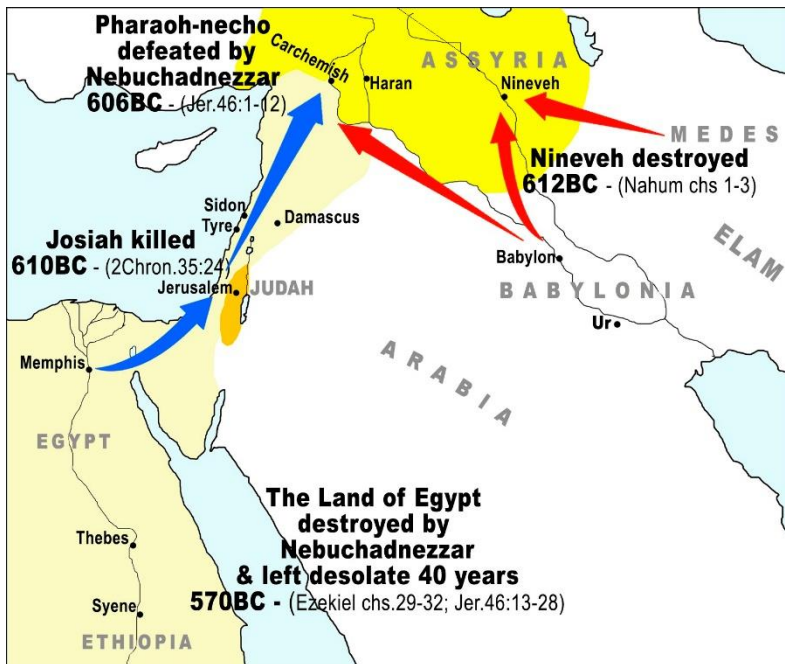 Pharaoh-necho
defeated by
Nebuchadnezzar
606BC - (Jer.46:1-12)
Carchemish
Haran
ASSYRIA
Nineveh
MEDES
Nineveh destroyed
612BC - (Nahum chs 1-3)
Sidon
Tyre
Damascus
Josiah killed
610BC - (2Chron.35:24)
Jerusalem
JUDAH
Babylon
BABYLONIA
ELAM
Ur
Memphis
ARABIA
EGYPT
The Land of Egypt
destroyed by
Nebuchadnezzar
& left desolate 40 years
570BC - (Ezekiel chs.29-32; Jer.46:13-28)
Thebes
Syene
ETHIOPIA